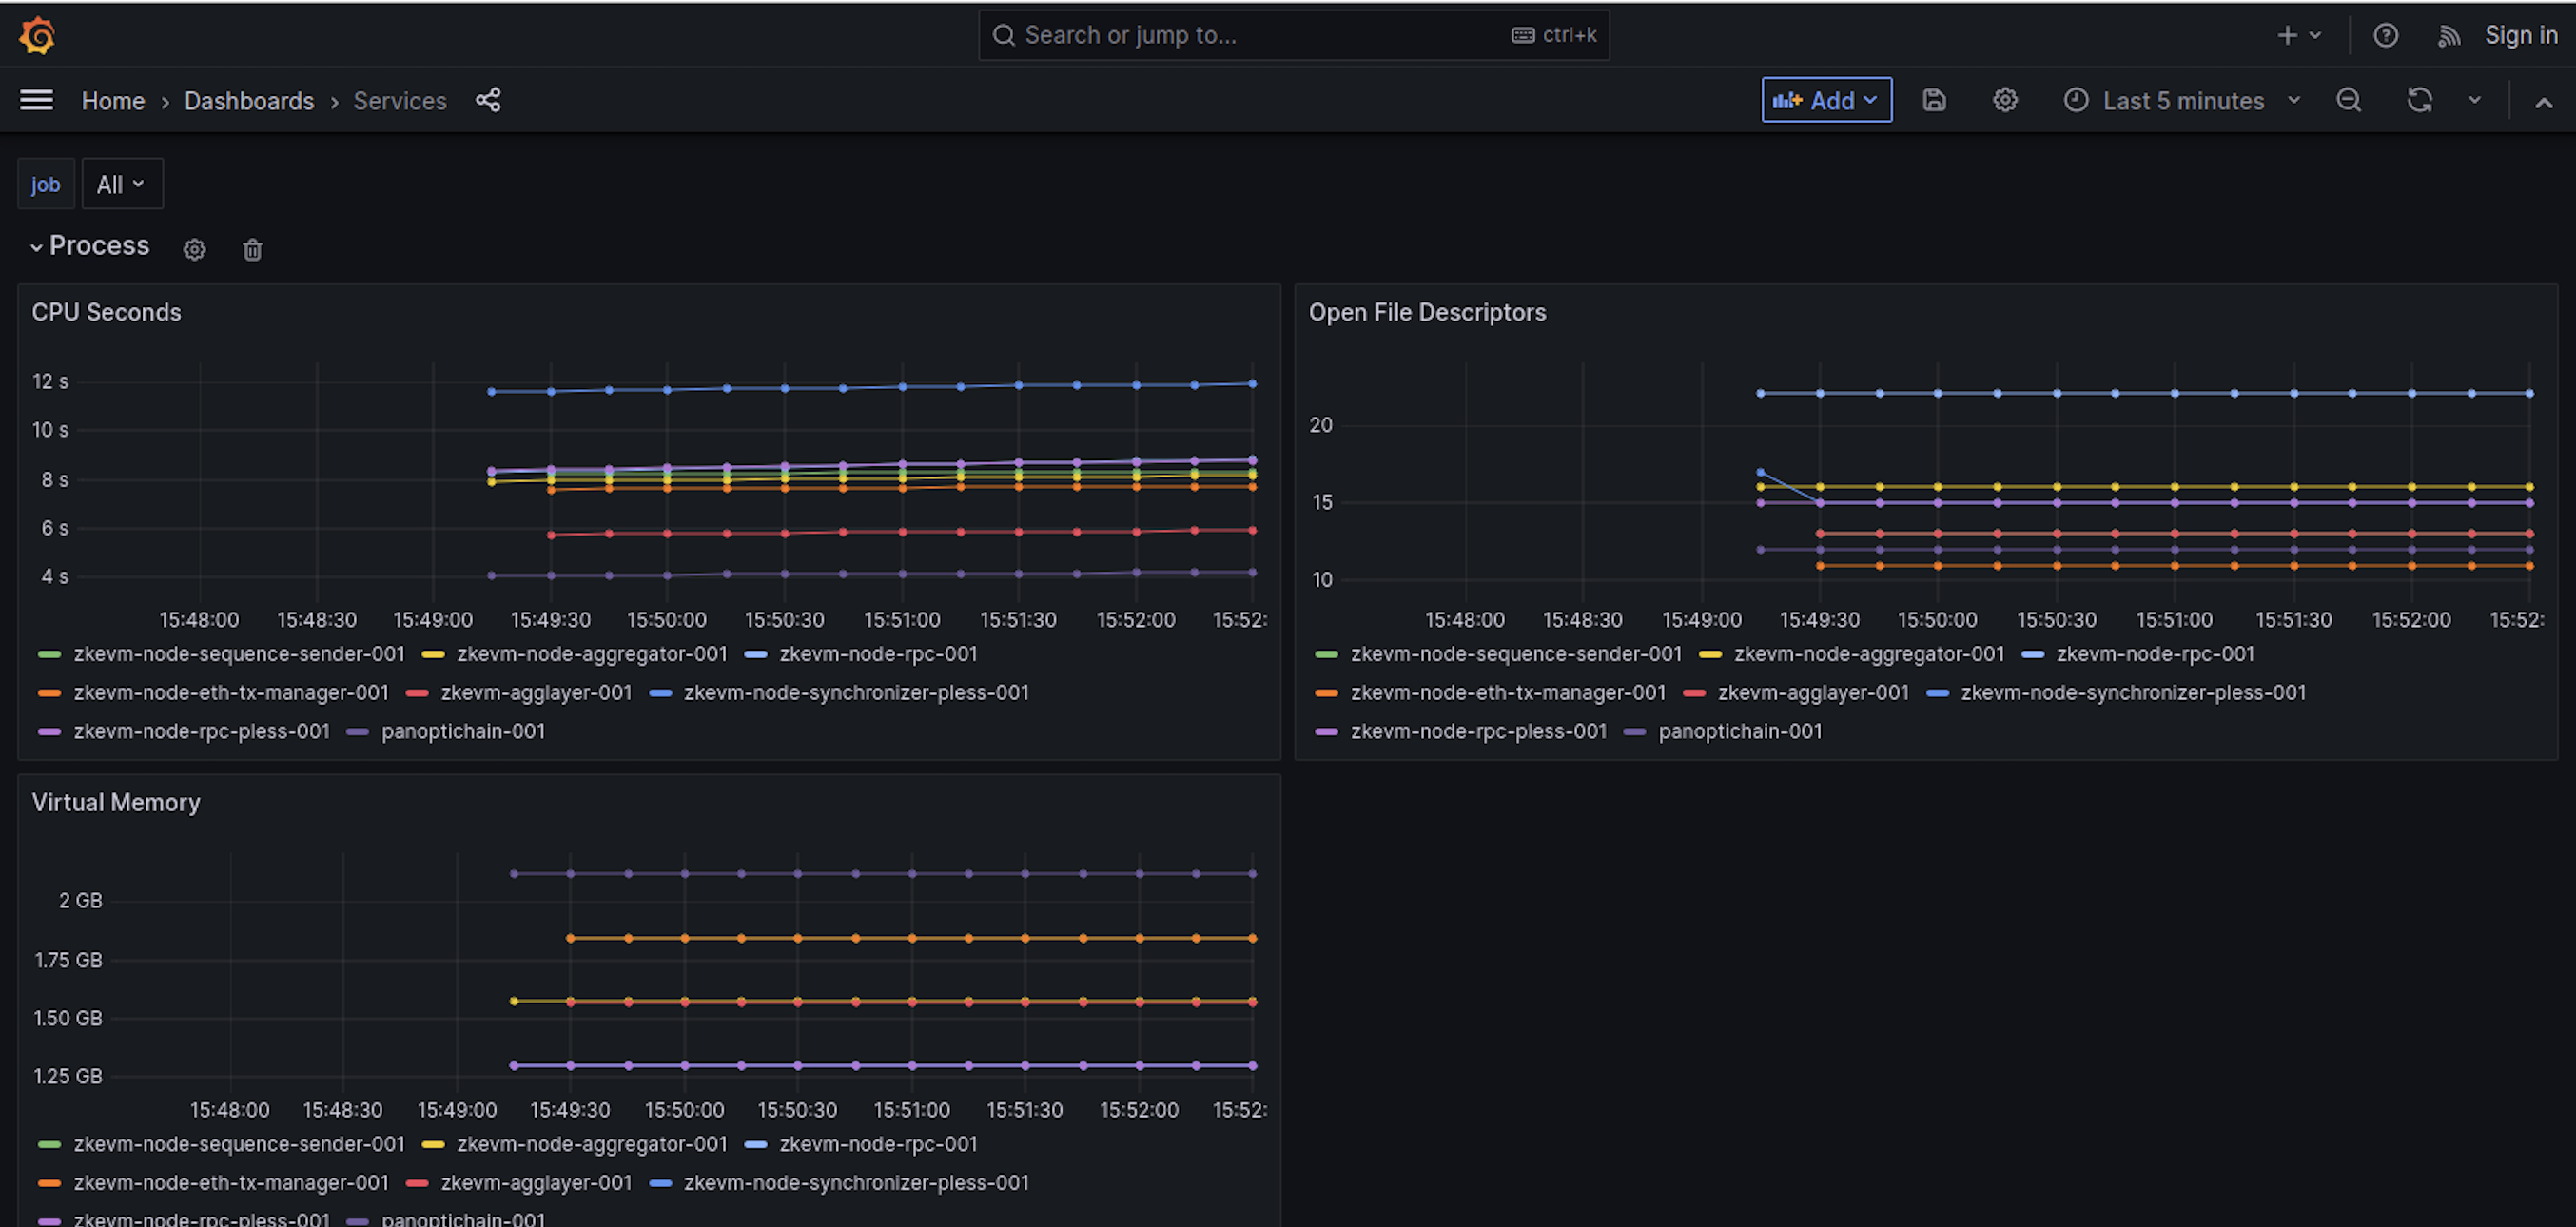 Search or jump to... ctrl+k Sign in
Home › Dashboards › Services Add Last 5 minutes
job All
Process
CPU Seconds
12 s
10 s
8 s
6 s
4 s
15:48:00 15:48:30 15:49:00 15:49:30 15:50:00 15:50:30 15:51:00 15:51:30 15:52:00 15:52:
zkevm-node-sequence-sender-001 zkevm-node-aggregator-001 zkevm-node-rpc-001
zkevm-node-eth-tx-manager-001 zkevm-agglayer-001 zkevm-node-synchronizer-pless-001
zkevm-node-rpc-pless-001 panoptichain-001
Open File Descriptors
20
15
10
15:48:00 15:48:30 15:49:00 15:49:30 15:50:00 15:50:30 15:51:00 15:51:30 15:52:00 15:52:
zkevm-node-sequence-sender-001 zkevm-node-aggregator-001 zkevm-node-rpc-001
zkevm-node-eth-tx-manager-001 zkevm-agglayer-001 zkevm-node-synchronizer-pless-001
zkevm-node-rpc-pless-001 panoptichain-001
Virtual Memory
2 GB
1.75 GB
1.50 GB
1.25 GB
15:48:00 15:48:30 15:49:00 15:49:30 15:50:00 15:50:30 15:51:00 15:51:30 15:52:00 15:52:
zkevm-node-sequence-sender-001 zkevm-node-aggregator-001 zkevm-node-rpc-001
zkevm-node-eth-tx-manager-001 zkevm-agglayer-001 zkevm-node-synchronizer-pless-001
zkevm-node-rpc-pless-001 panoptichain-001